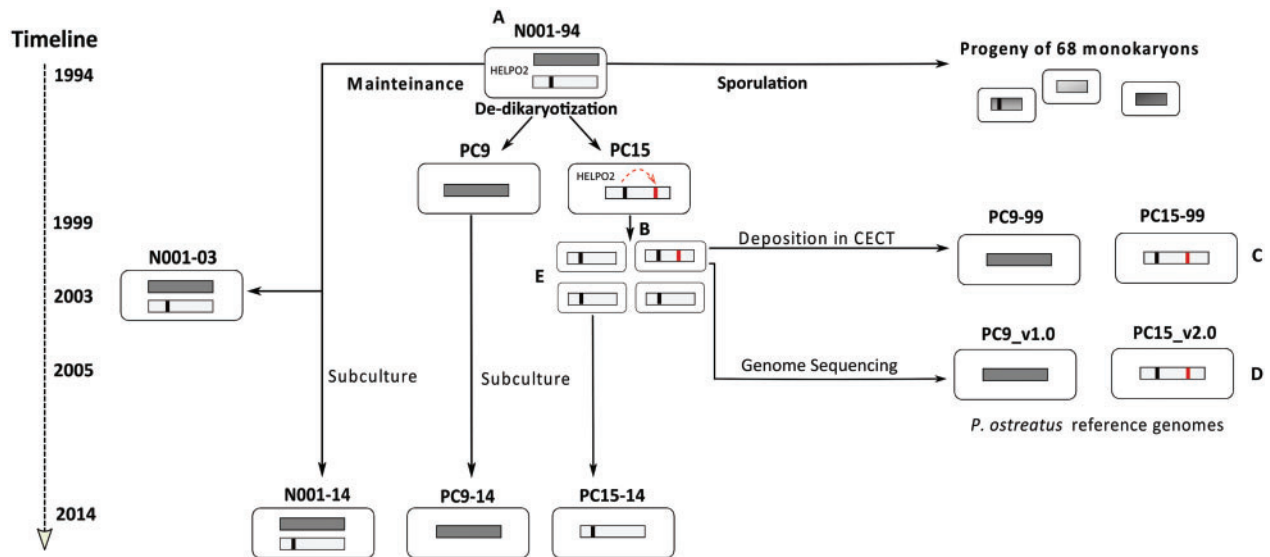 A
N001-94
Timeline
1994
HELPO2
Mainteinance
Sporulation
Progeny of 68 monokaryons
De-dikaryotization
PC9
PC15
HELPO2
1999
B
Deposition in CECT
PC9-99
PC15-99
C
N001-03
E
2003
PC9_v1.0
PC15_v2.0
2005
Subculture
Subculture
Genome Sequencing
D
P. ostreatus reference genomes
N001-14
PC9-14
PC15-14
2014